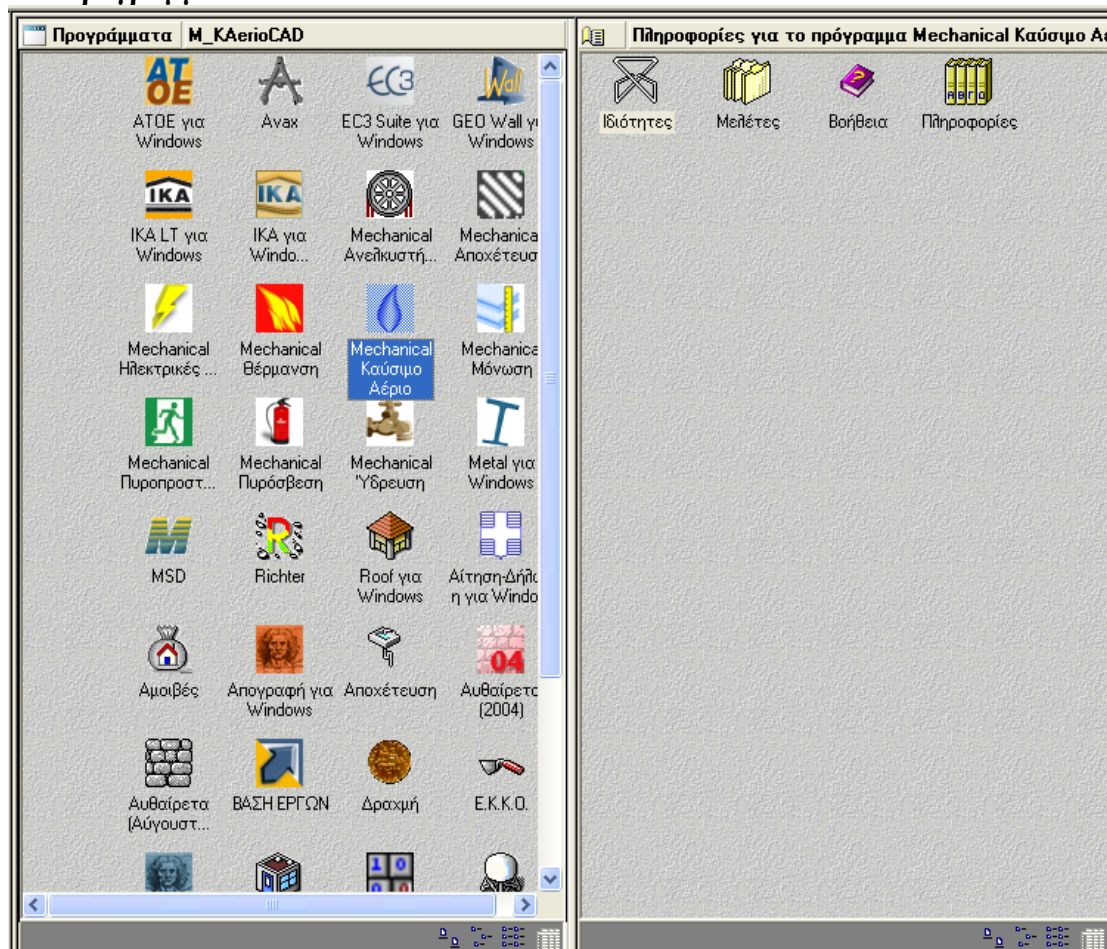 Προγράμματα M_KAerioCAD
ATOE για
Windows
Avax
EC3 Suite για
Windows
GEO Wall γι
Windows
IKA LT για
Windows
IKA για
Windo...
Mechanical
Ανελκυστή...
Mechanica
Αποχέτευσ
Mechanical
Ηλεκτρικές ...
Mechanical
Θέρμανση
Mechanical
Καύσιμο
Αέριο
Mechanica
Μόνωση
Mechanical
Πυροπροστ...
Mechanical
Πυρόσβεση
Mechanical
Ύδρευση
Metal για
Windows
MSD
Richter
Roof για
Windows
Αίτηση-Δήλω
η για Windo
Αμοιβές
Απογραφή για
Windows
Αποχέτευση
Αυθαίρετα
(2004)
Αυθαίρετα
(Αύγουστ...
ΒΑΣΗ ΕΡΓΩΝ
Δραχμή
Ε.Κ.Κ.Ο.
Πληροφορίες για το πρόγραμμα Mechanical Καύσιμο Αέ
Ιδιότητες
Μελέτες
Βοήθεια
Πληροφορίες